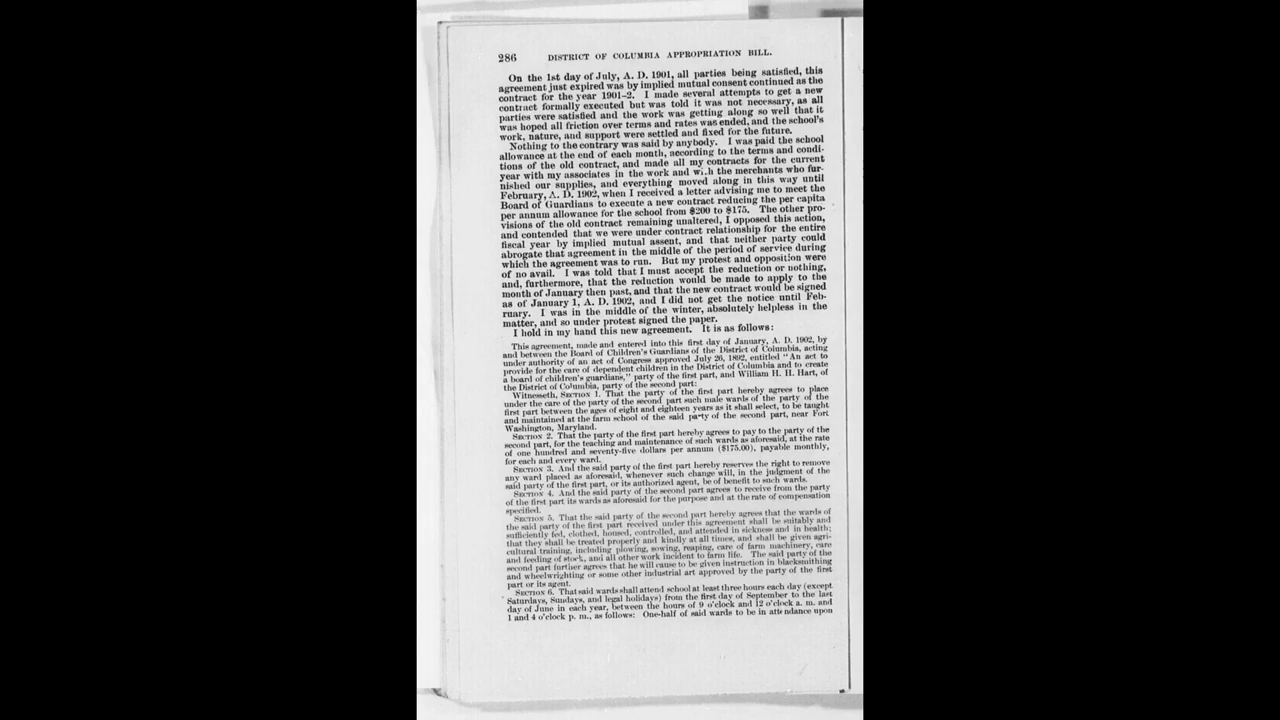 286 DISTRICT OF COLUMBIA APPROPRIATION BILL.
On the 1st day of July, A. D. 1901, all parties being satisfied, this
agreement just expired was by implied mutual consent continued as the
contract for the year 1901-2. I made several attempts to get a new
contract formally executed but was told it was not necessary, as all
parties were satisfied and the work was getting along so well that it
was hoped all friction over terms and rates was ended, and the school's
work, nature, and support were settled and fixed for the future.
Nothing to the contrary was said by anybody. I was paid the school
allowance at the end of each month, according to the terms and condi-
tions of the old contract, and made all my contracts for the current
year with my associates in the work and with the merchants who fur-
nished our supplies, and everything moved along in this way until
February, A. D. 1902, when I received a letter advising me to meet the
Board of Guardians to execute a new contract reducing the per capita
per annum allowance for the school from $200 to $175. The other pro-
visions of the old contract remaining unaltered, I opposed this action,
and contended that we were under contract relationship for the entire
fiscal year by implied mutual assent, and that neither party could
abrogate that agreement in the middle of the period of service during
which the agreement was to run. But my protest and opposition were
of no avail. I was told that I must accept the reduction or nothing,
and, furthermore, that the reduction would be made to apply to the
month of January then past, and that the new contract would be signed
as of January 1, A. D. 1902, and I did not get the notice until Feb-
ruary. I was in the middle of the winter, absolutely helpless in the
matter, and so under protest signed the paper.
I hold in my hand this new agreement. It is as follows:
This agreement, made and entered into this first day of January, A. D. 1902, by
and between the Board of Children's Guardians of the District of Columbia, acting
under authority of an act of Congress approved July 26, 1892, entitled "An act to
provide for the care of dependent children in the District of Columbia and to create
a board of children's guardians," party of the first part, and William H. H. Hart, of
the District of Columbia, party of the second part:
Witnesseth, SECTION 1. That the party of the first part hereby agrees to place
under the care of the party of the second part such male wards of the party of the
first part between the ages of eight and eighteen years as it shall select, to be taught
and maintained at the farm school of the said party of the second part, near Fort
Washington, Maryland.
SECTION 2. That the party of the first part hereby agrees to pay to the party of the
second part, for the teaching and maintenance of such wards as aforesaid, at the rate
of one hundred and seventy-five dollars per annum ($175.00), payable monthly,
for each and every ward.
SECTION 3. And the said party of the first part hereby reserves the right to remove
any ward placed as aforesaid, whenever such change will, in the judgment of the
said party of the first part, or its authorized agent, be of benefit to such wards.
SECTION 4. And the said party of the second part agrees to receive from the party
of the first part its wards as aforesaid for the purpose and at the rate of compensation
specified.
SECTION 5. That the said party of the second part hereby agrees that the wards of
the said party of the first part received under this agreement shall be suitably and
sufficiently fed, clothed, housed, controlled, and attended in sickness and in health;
that they shall be treated properly and kindly at all times, and shall be given agri-
cultural training, including plowing, sowing, reaping, care of farm machinery, care
and feeding of stock, and all other work incident to farm life. The said party of the
second part further agrees that he will cause to be given instruction in blacksmithing
and wheelwrighting or some other industrial art approved by the party of the first
part or its agent.
SECTION 6. That said wards shall attend school at least three hours each day (except
Saturdays, Sundays, and legal holidays) from the first day of September to the last
day of June in each year, between the hours of 9 o'clock and 12 o'clock a. m. and
1 and 4 o'clock p. m., as follows: One-half of said wards to be in attendance upon